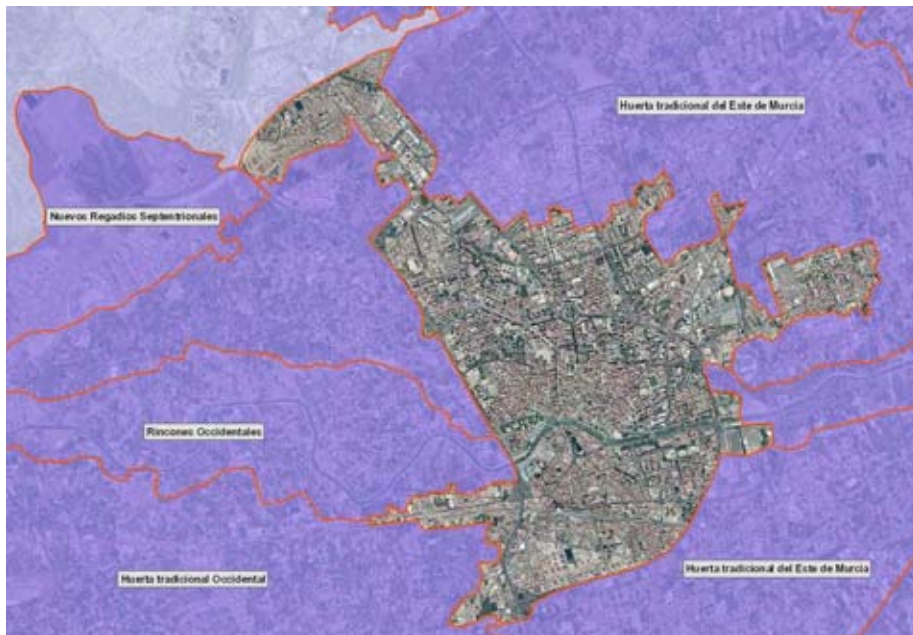 Huerta tradicional del Este de Murcia
Nuevos Regadíos Septentrionales
Rincones Occidentales
Huerta tradicional Occidental
Huerta tradicional del Este de Murcia